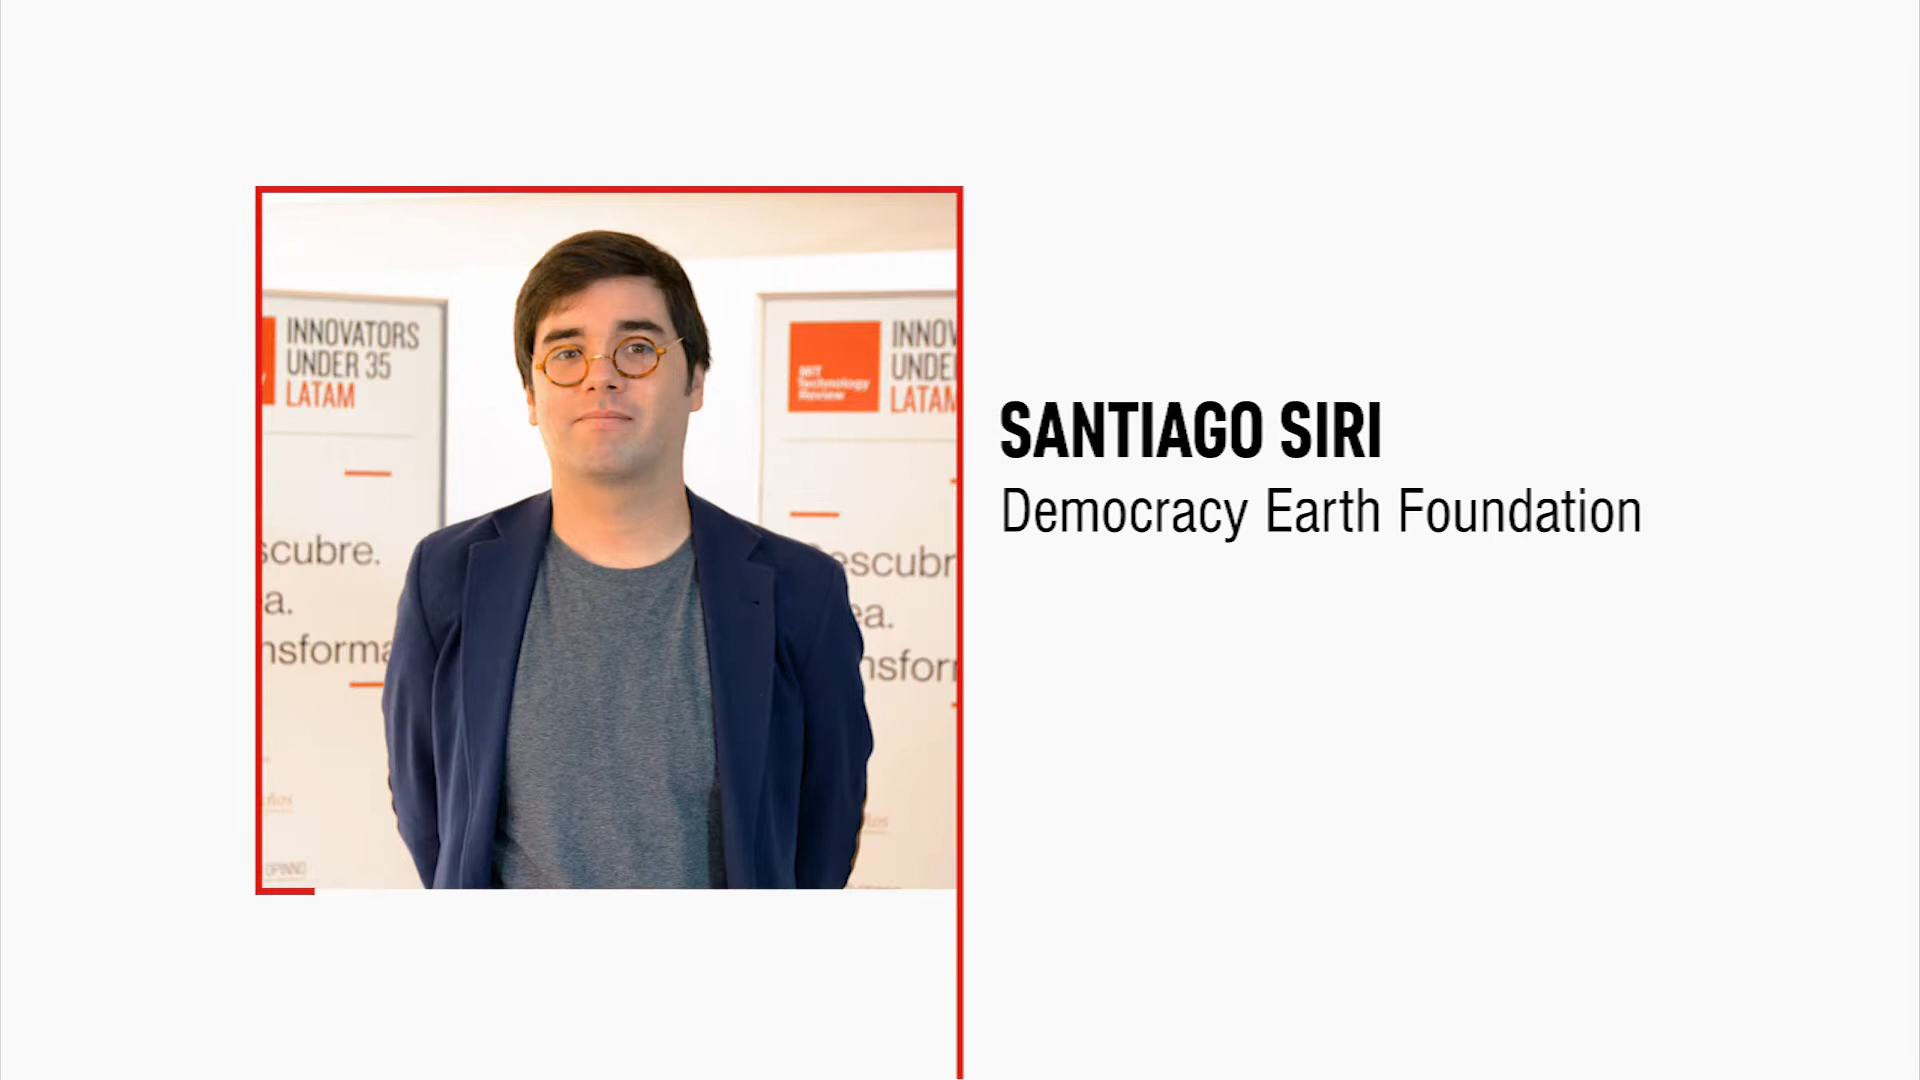 INNOVATORS
UNDER 35
LATAM
scubre.
a.
nsforma
OPINNO
MIT
Technology
Review
INNOV
UNDE
LATAM
escubr
ea.
nsfor
SANTIAGO SIRI
Democracy Earth Foundation